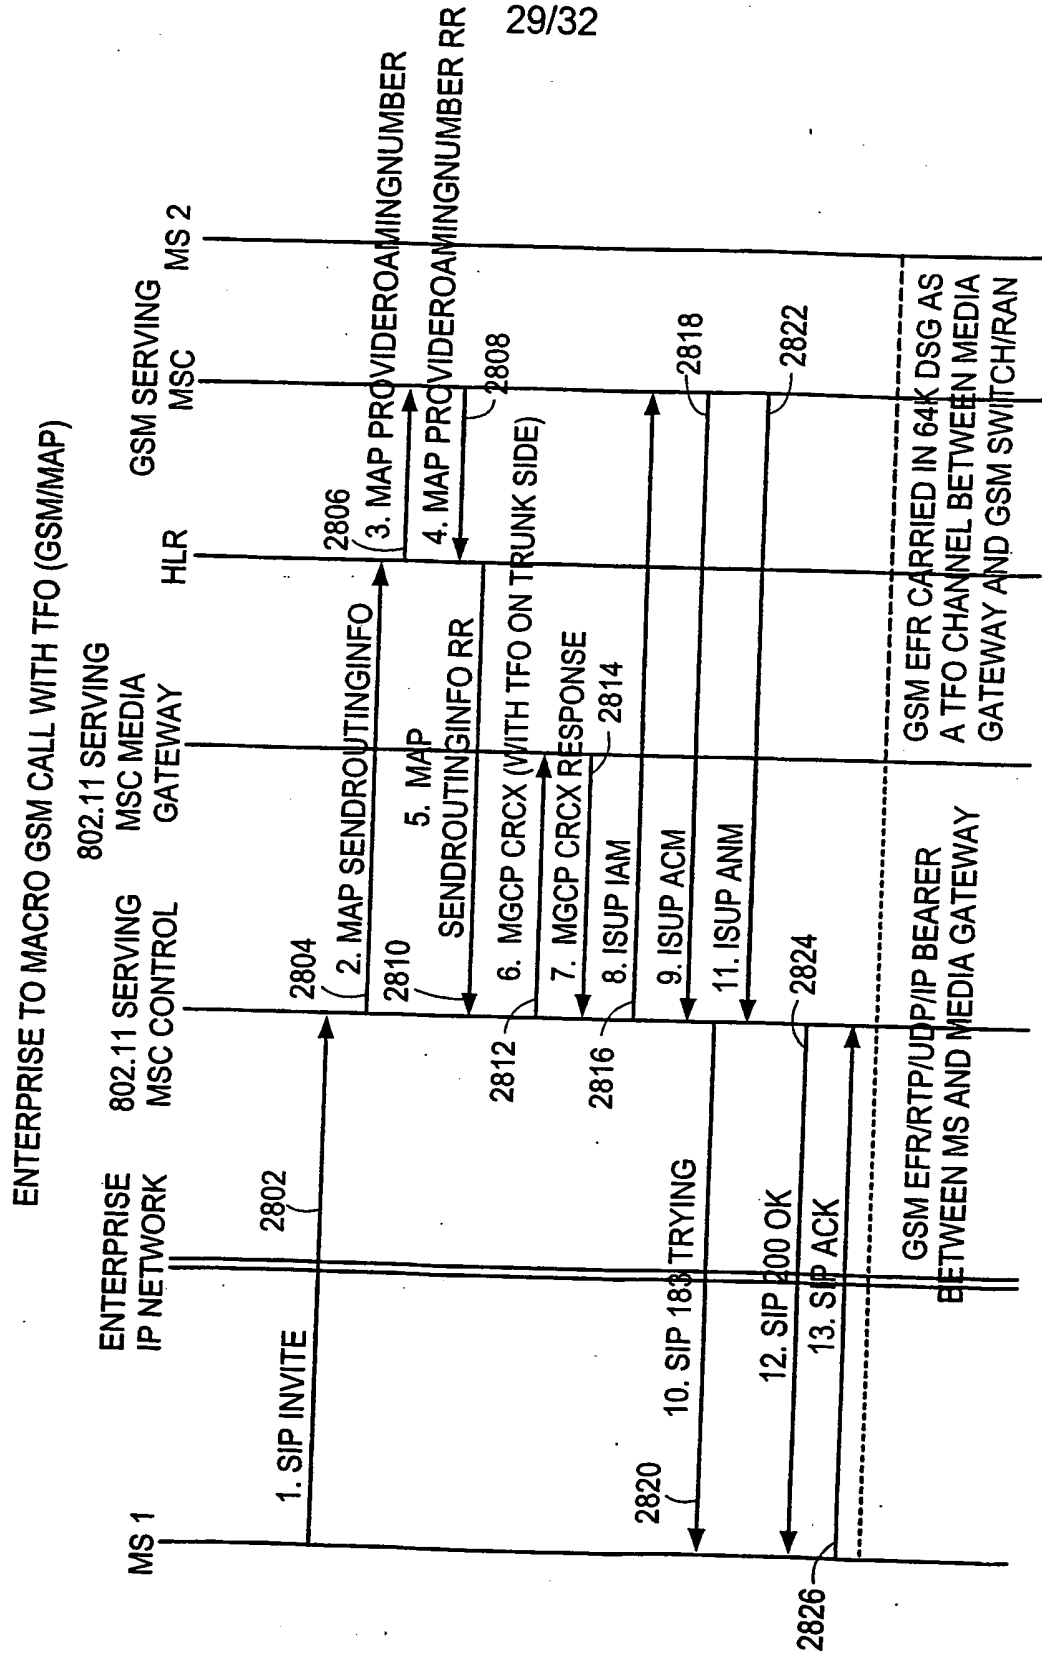 29/32
ENTERPRISE TO MACRO GSM CALL WITH TFO (GSM/MAP)
MS 1
ENTERPRISE
IP NETWORK
802.11 SERVING
MSC CONTROL
802.11 SERVING
MSC MEDIA
GATEWAY
HLR
GSM SERVING
MSC
MS 2
1. SIP INVITE
2802
2804
2. MAP SENDROUTINGINFO
2806
3. MAP PROVIDEROAMINGNUMBER
4. MAP PROVIDEROAMINGNUMBER RR
2808
2810
5. MAP
SENDROUTINGINFO RR
2812
6. MGCP CRCX (WITH TFO ON TRUNK SIDE)
7. MGCP CRCX RESPONSE
2814
2816
8. ISUP IAM
9. ISUP ACM
2818
2820
10. SIP 183 TRYING
11. ISUP ANM
2822
12. SIP 200 OK
2824
13. SIP ACK
2826
GSM EFR/RTP/UDP/IP BEARER
BETWEEN MS AND MEDIA GATEWAY
GSM EFR CARRIED IN 64K DSG AS
A TFO CHANNEL BETWEEN MEDIA
GATEWAY AND GSM SWITCH/RAN